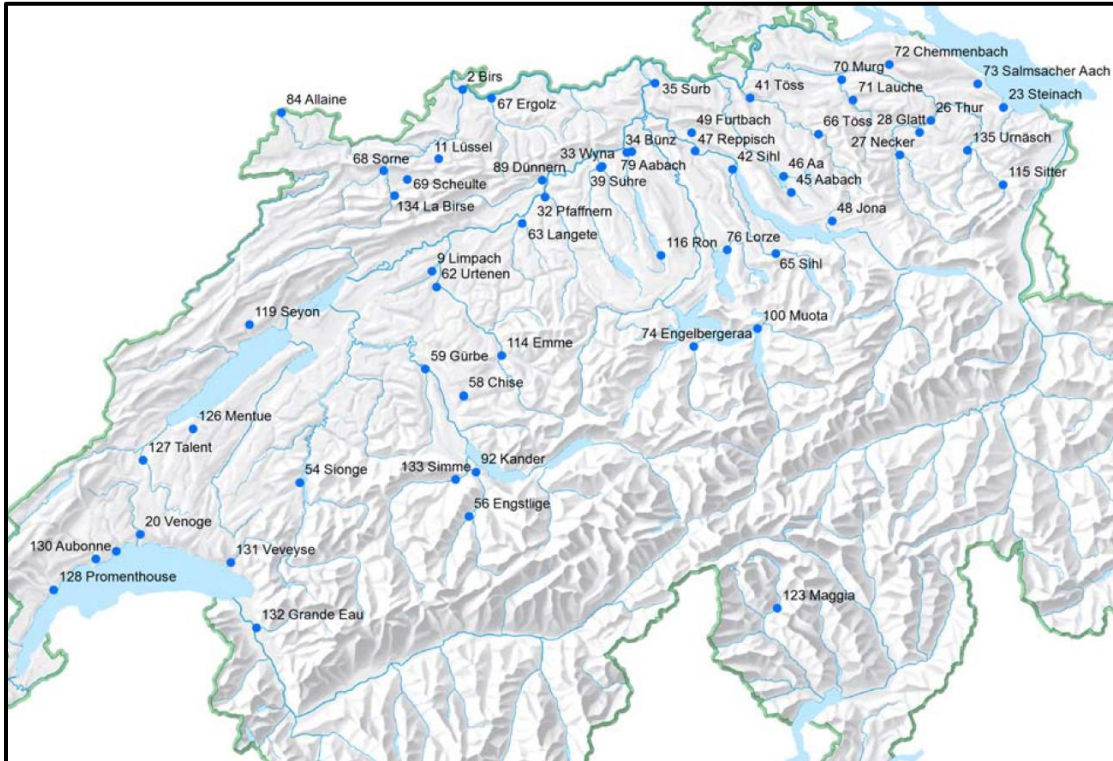 72 Chemmenbach
70 Murg
73 Salmsacher Aach
2 Birs
35 Surb
41 Töss
71 Lauche
84 Allaine
67 Ergolz
26 Thur
23 Steinach
49 Furtbach
66 Töss
28 Glatt
34 Bünz
47 Reppisch
27 Necker
135 Urnäsch
11 Lüssel
33 Wyna
68 Sorne
89 Dünnern
79 Aabach
42 Sihl
46 Aa
69 Scheulte
39 Suhre
45 Aabach
115 Sitter
134 La Birse
32 Pfaffnern
48 Jona
63 Langete
116 Ron
76 Lorze
9 Limpach
65 Sihl
62 Urtenen
119 Seyon
100 Muota
74 Engelbergeraa
114 Emme
59 Gürbe
58 Chise
126 Mentue
127 Talent
54 Sionge
133 Simme
92 Kander
56 Engstlige
20 Venoge
130 Aubonne
131 Veveyse
128 Promenthouse
123 Maggia
132 Grande Eau